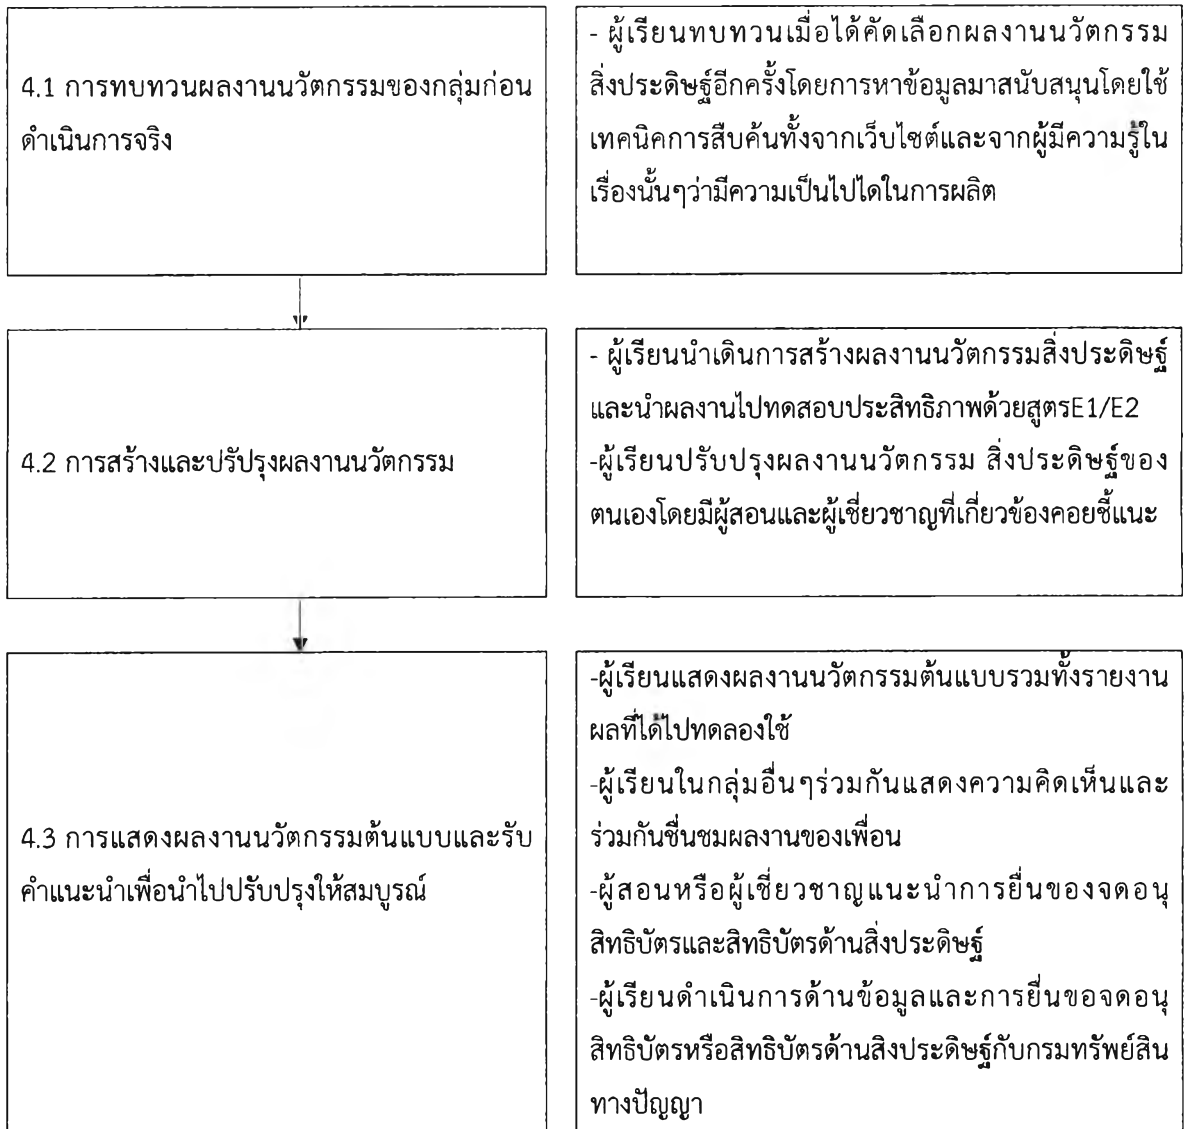 4.1 การทบทวนผลงานนวัตกรรมของกลุ่มก่อน
ดำเนินการจริง
- ผู้เรียนทบทวนเมื่อได้คัดเลือกผลงานนวัตกรรม
สิ่งประดิษฐ์อีกครั้งโดยการหาข้อมูลมาสนับสนุนโดยใช้
เทคนิคการสืบค้นทั้งจากเว็บไซต์และจากผู้มีความรู้ใน
เรื่องนั้นๆว่ามีความเป็นไปไดในการผลิต
4.2 การสร้างและปรัปรุงผลงานนวัตกรรม
- ผู้เรียนนำเดินการสร้างผลงานนวัตกรรมสิ่งประดิษฐ์
และนำผลงานไปทดสอบประสิทธิภาพด้วยสูตรE1/E2
-ผู้เรียนปรับปรุงผลงานนวัตกรรม สิ่งประดิษฐ์ของ
ตนเองโดยมีผู้สอนและผู้เชี่ยวชาญที่เกี่ยวข้องคอยชี้แนะ
4.3 การแสดงผลงานนวัตกรรมต้นแบบและรับ
คำแนะนำเพื่อนำไปปรับปรุงให้สมบูรณ์
-ผู้เรียนแสดงผลงานนวัตกรรมต้นแบบรวมทั้งรายงาน
ผลที่ได้ไปทดลองใช้
-ผู้เรียนในกลุ่มอื่นๆร่วมกันแสดงความคิดเห็นและ
ร่วมกันชื่นชมผลงานของเพื่อน
-ผู้สอนหรือผู้เชี่ยวชาญแนะนำการยื่นของจดอนุ
สิทธิบัตรและสิทธิบัตรด้านสิ่งประดิษฐ์
-ผู้เรียนดำเนินการด้านข้อมูลและการยื่นขอจดอนุ
สิทธิบัตรหรือสิทธิบัตรด้านสิงประดิษฐ์กับกรมทรัพย์สิน
ทางปัญญา